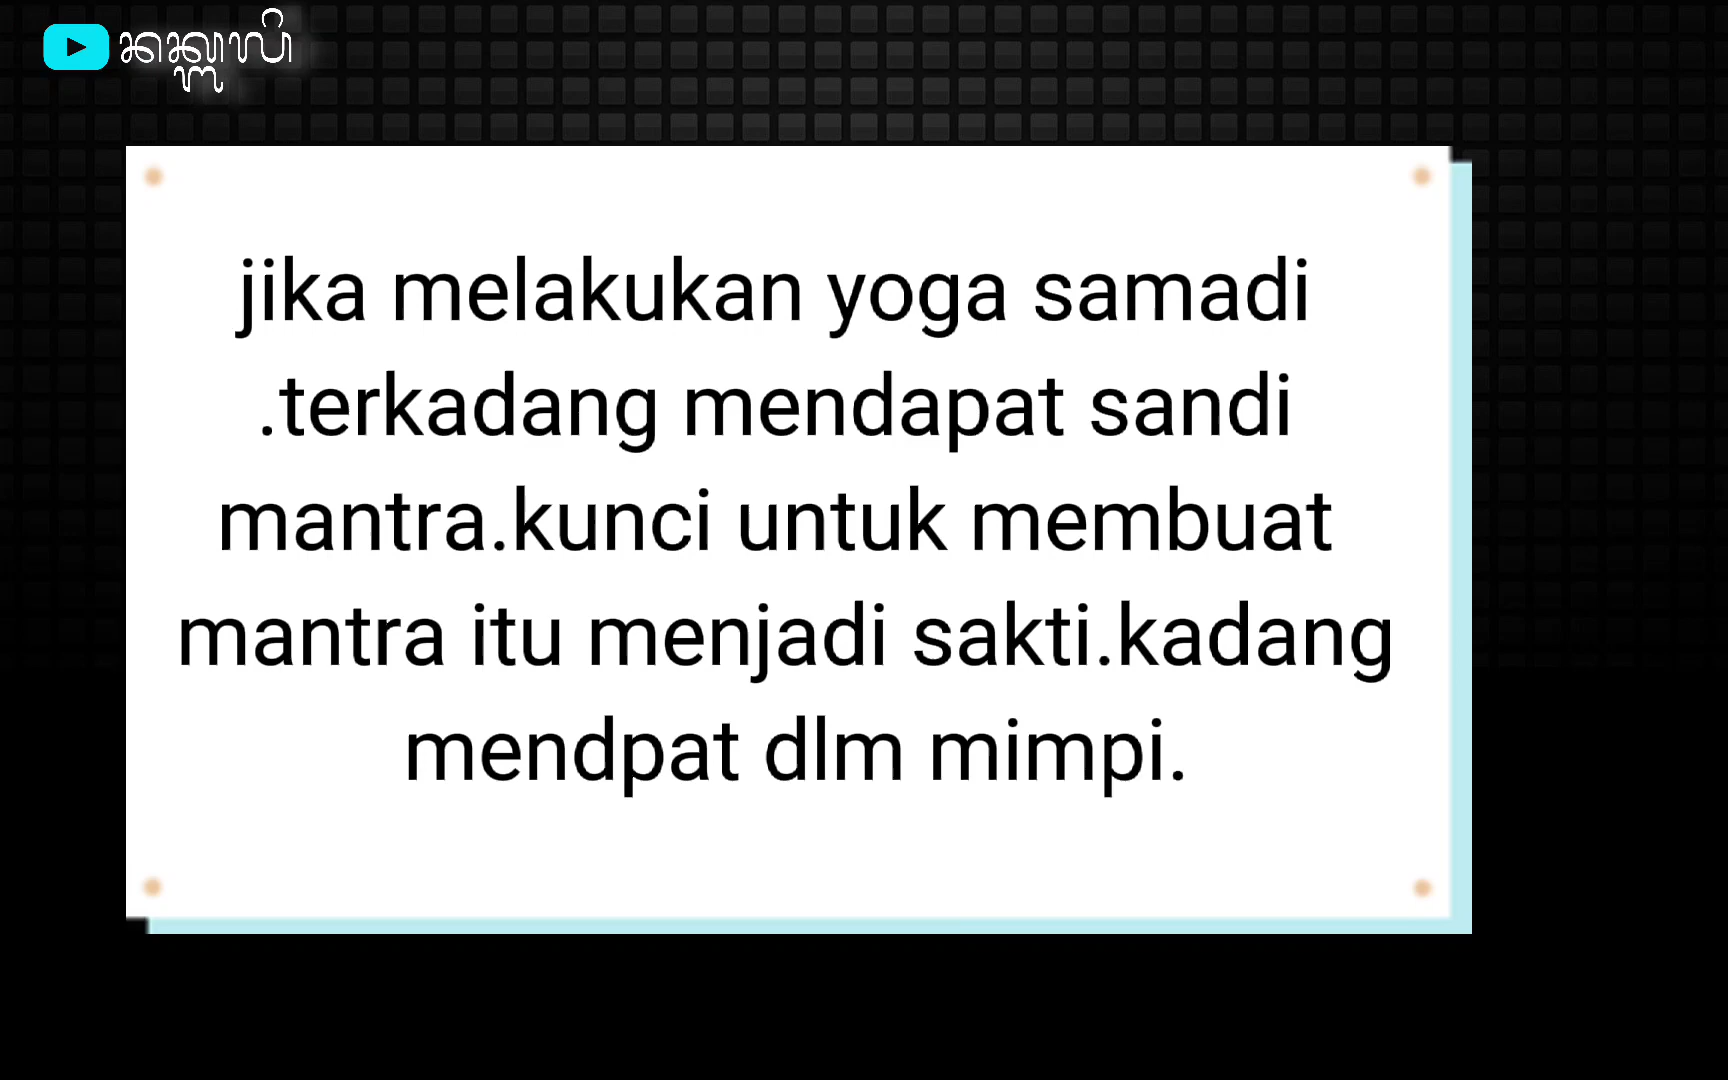 jika melakukan yoga samadi
.terkadang mendapat sandi
mantra.kunci untuk membuat
mantra itu menjadi sakti.kadang
mendpat dlm mimpi.